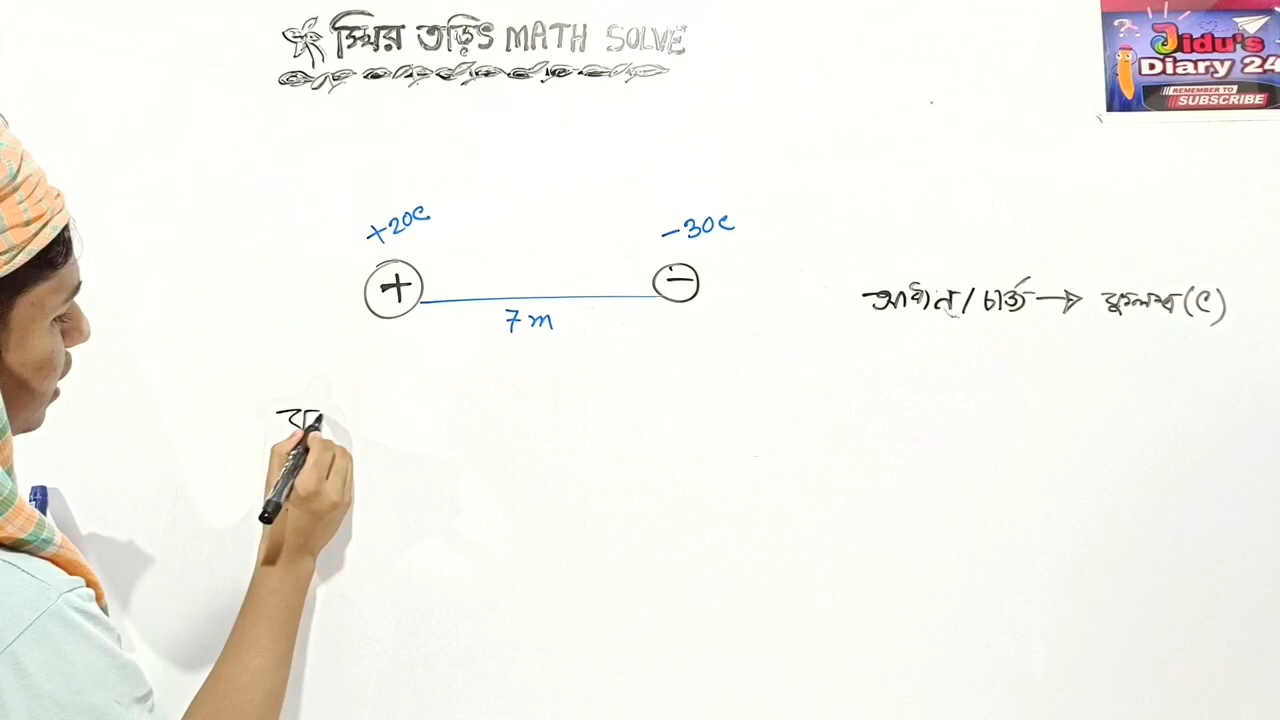 স্থির তড়িৎ MATH SOLVE
Jidu's
Diary 24
REMEMBER TO
SUBSCRIBE
+20C
-30C
+
-
7 m
আধান / চার্জ → কুলম্ব (C)